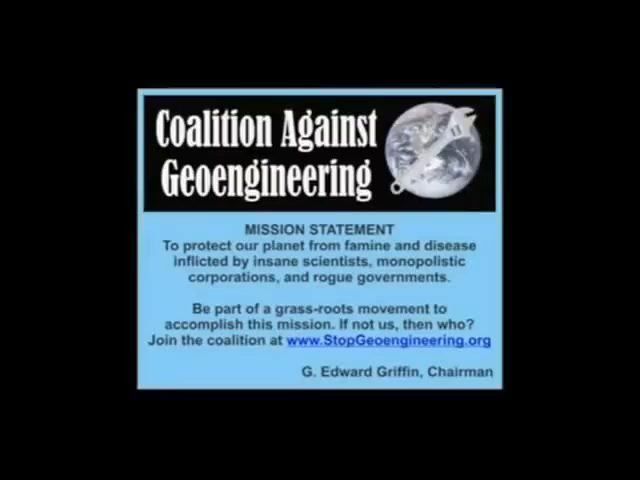 Coalition Against
Geoengineering
MISSION STATEMENT
To protect our planet from famine and disease
inflicted by insane scientists, monopolistic
corporations, and rogue governments.
Be part of a grass-roots movement to
accomplish this mission. If not us, then who?
Join the coalition at www.StopGeoengineering.org
G. Edward Griffin, Chairman